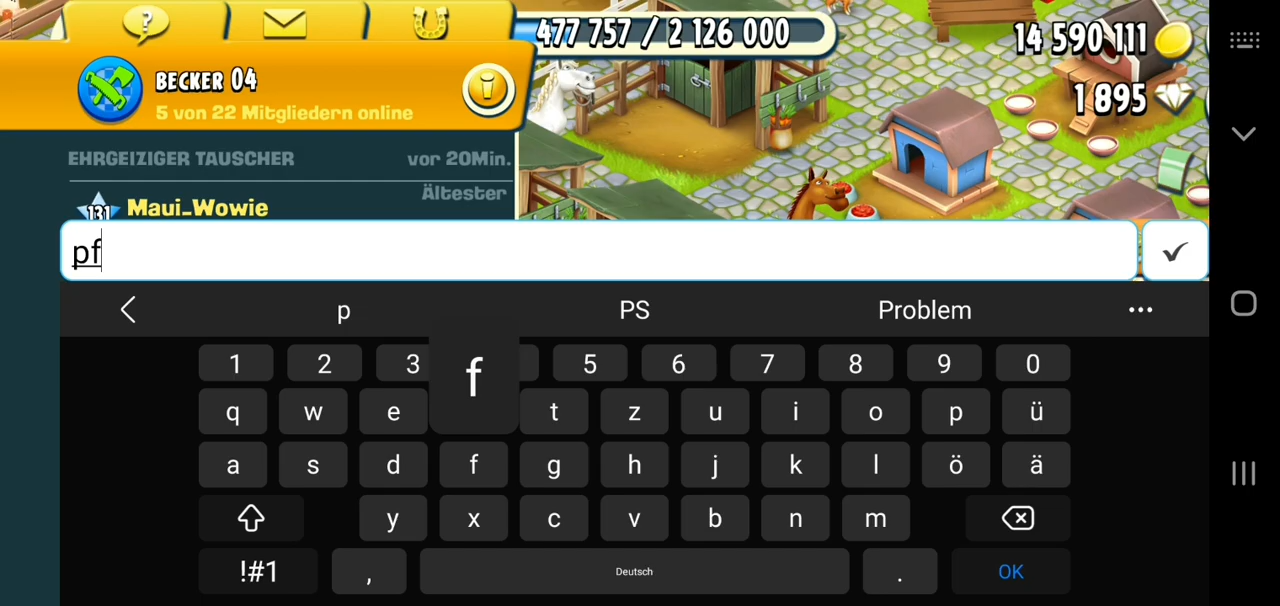 477 757 / 2 126 000
14 590 111
BECKER 04
5 von 22 Mitgliedern online
1 895
EHRGEIZIGER TAUSCHER
vor 20Min.
Ältester
131
Maui_Wowie
pf
p PS Problem
1 2 3 f 5 6 7 8 9 0
q w e t z u i o p ü
a s d f g h j k l ö ä
y x c v b n m
!#1 , Deutsch . OK